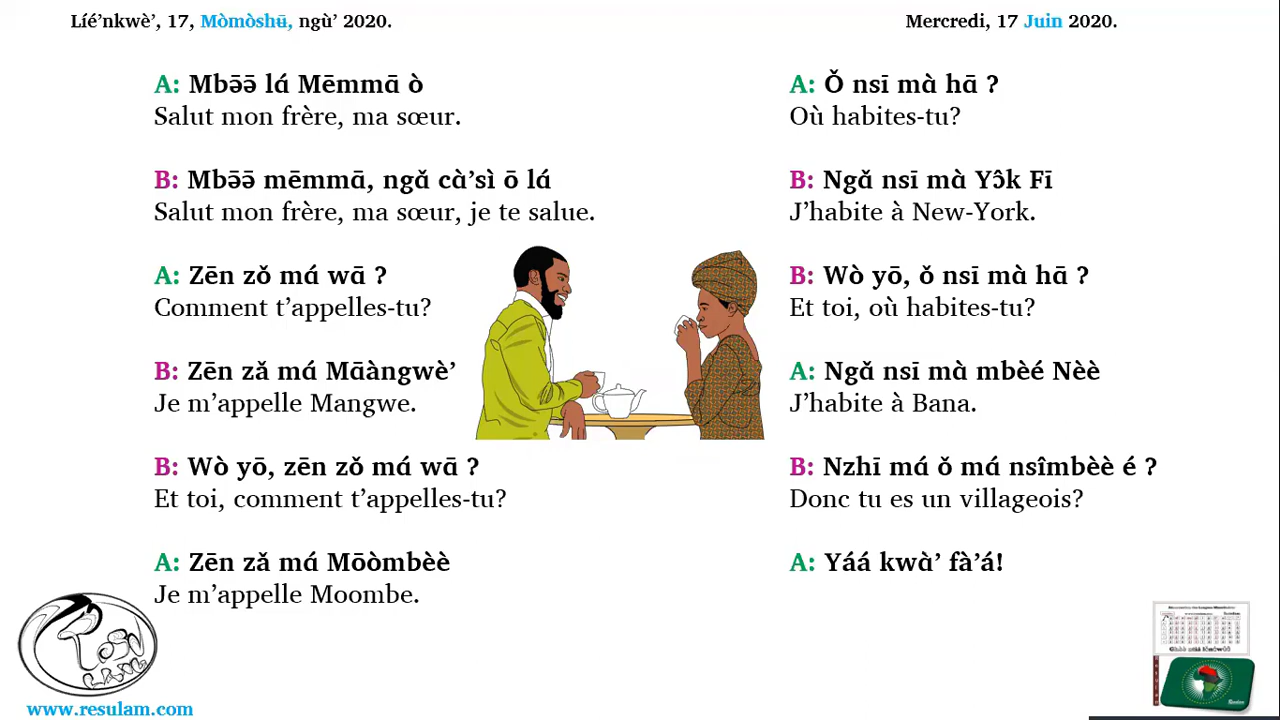 Líé’nkwè’, 17, Mòmòshū, ngù’ 2020.
Mercredi, 17 Juin 2020.
A: Mbə̄ə̄ lá Mēmmā ò
Salut mon frère, ma sœur.
B: Mbə̄ə̄ mēmmā, ngǎ cà’sì ō lá
Salut mon frère, ma sœur, je te salue.
A: Zēn zǒ má wā ?
Comment t’appelles-tu?
B: Zēn zǎ má Māàngwè’
Je m’appelle Mangwe.
B: Wò yō, zēn zǒ má wā ?
Et toi, comment t’appelles-tu?
A: Zēn zǎ má Mōòmbèè
Je m’appelle Moombe.
A: Ǒ nsī mà hā ?
Où habites-tu?
B: Ngǎ nsī mà Yɔ̂k Fī
J’habite à New-York.
B: Wò yō, ǒ nsī mà hā ?
Et toi, où habites-tu?
A: Ngǎ nsī mà mbèé Nèè
J’habite à Bana.
B: Nzhī má ǒ má nsîmbèè é ?
Donc tu es un villageois?
A: Yáá kwà’ fà’á!
www.resulam.com